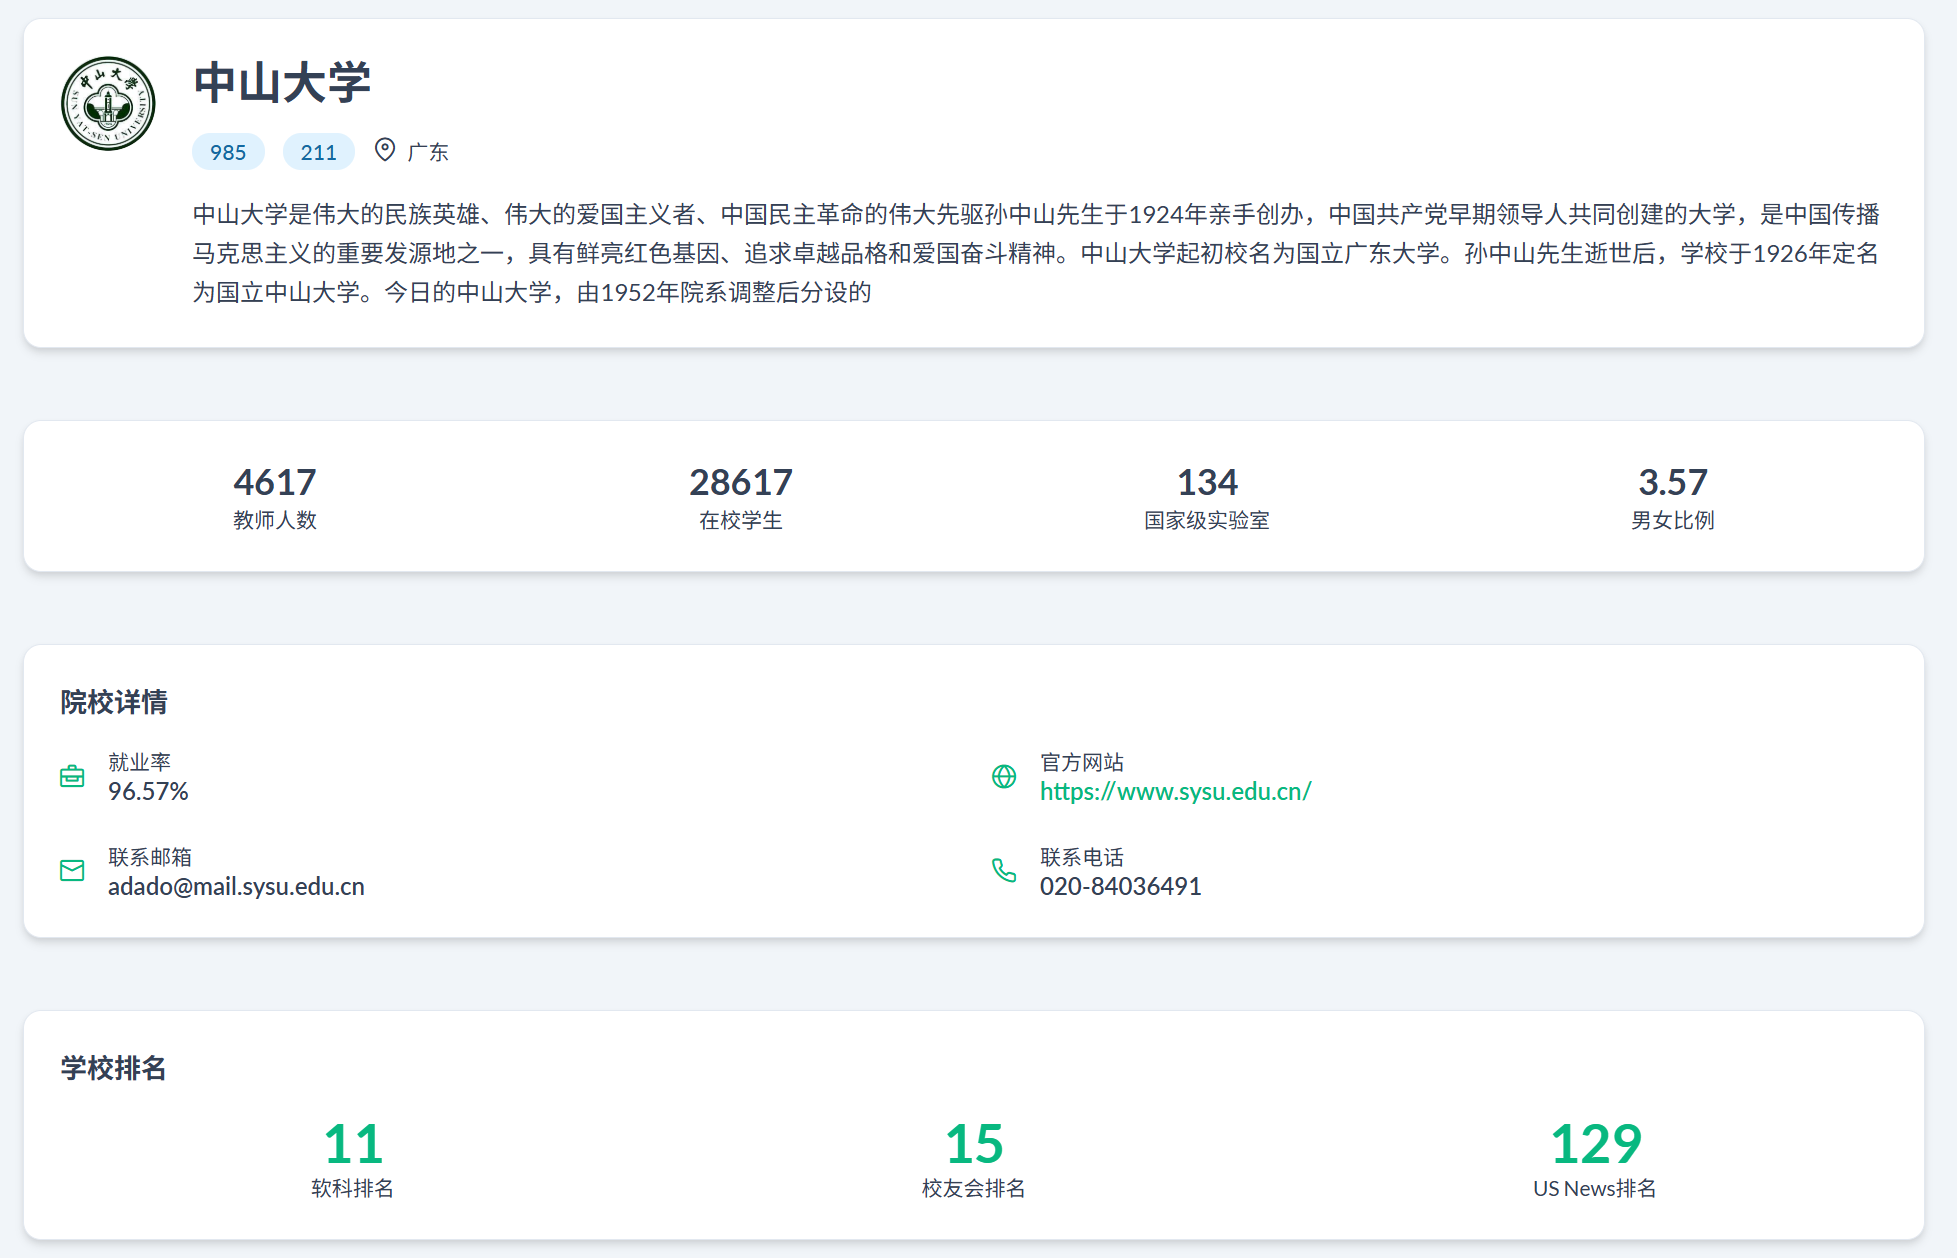 中山大学
SUN YAT-SEN UNIVERSITY
中山大学
985
211
广东
中山大学是伟大的民族英雄、伟大的爱国主义者、中国民主革命的伟大先驱孙中山先生于1924年亲手创办，中国共产党早期领导人共同创建的大学，是中国传播
马克思主义的重要发源地之一，具有鲜亮红色基因、追求卓越品格和爱国奋斗精神。中山大学起初校名为国立广东大学。孙中山先生逝世后，学校于1926年定名
为国立中山大学。今日的中山大学，由1952年院系调整后分设的
4617
教师人数
28617
在校学生
134
国家级实验室
3.57
男女比例
院校详情
就业率
96.57%
官方网站
https://www.sysu.edu.cn/
联系邮箱
adado@mail.sysu.edu.cn
联系电话
020-84036491
学校排名
11
软科排名
15
校友会排名
129
US News排名